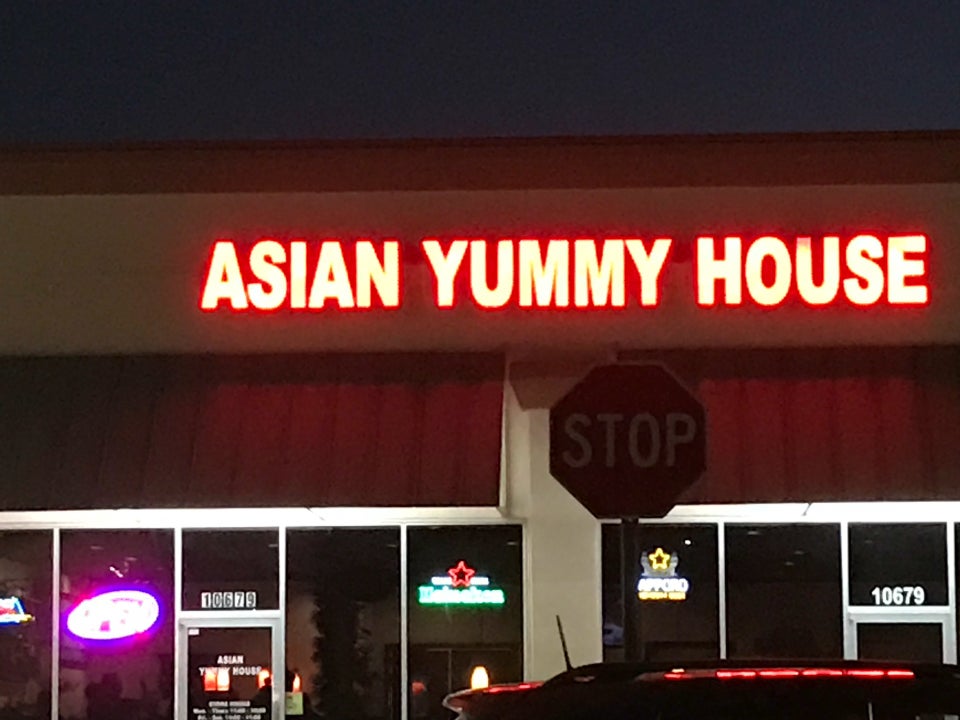 ASIAN YUMMY HOUSE
STOP
Heineken
SAPPORO
10679
10679
ASIAN
YUMMY HOUSE